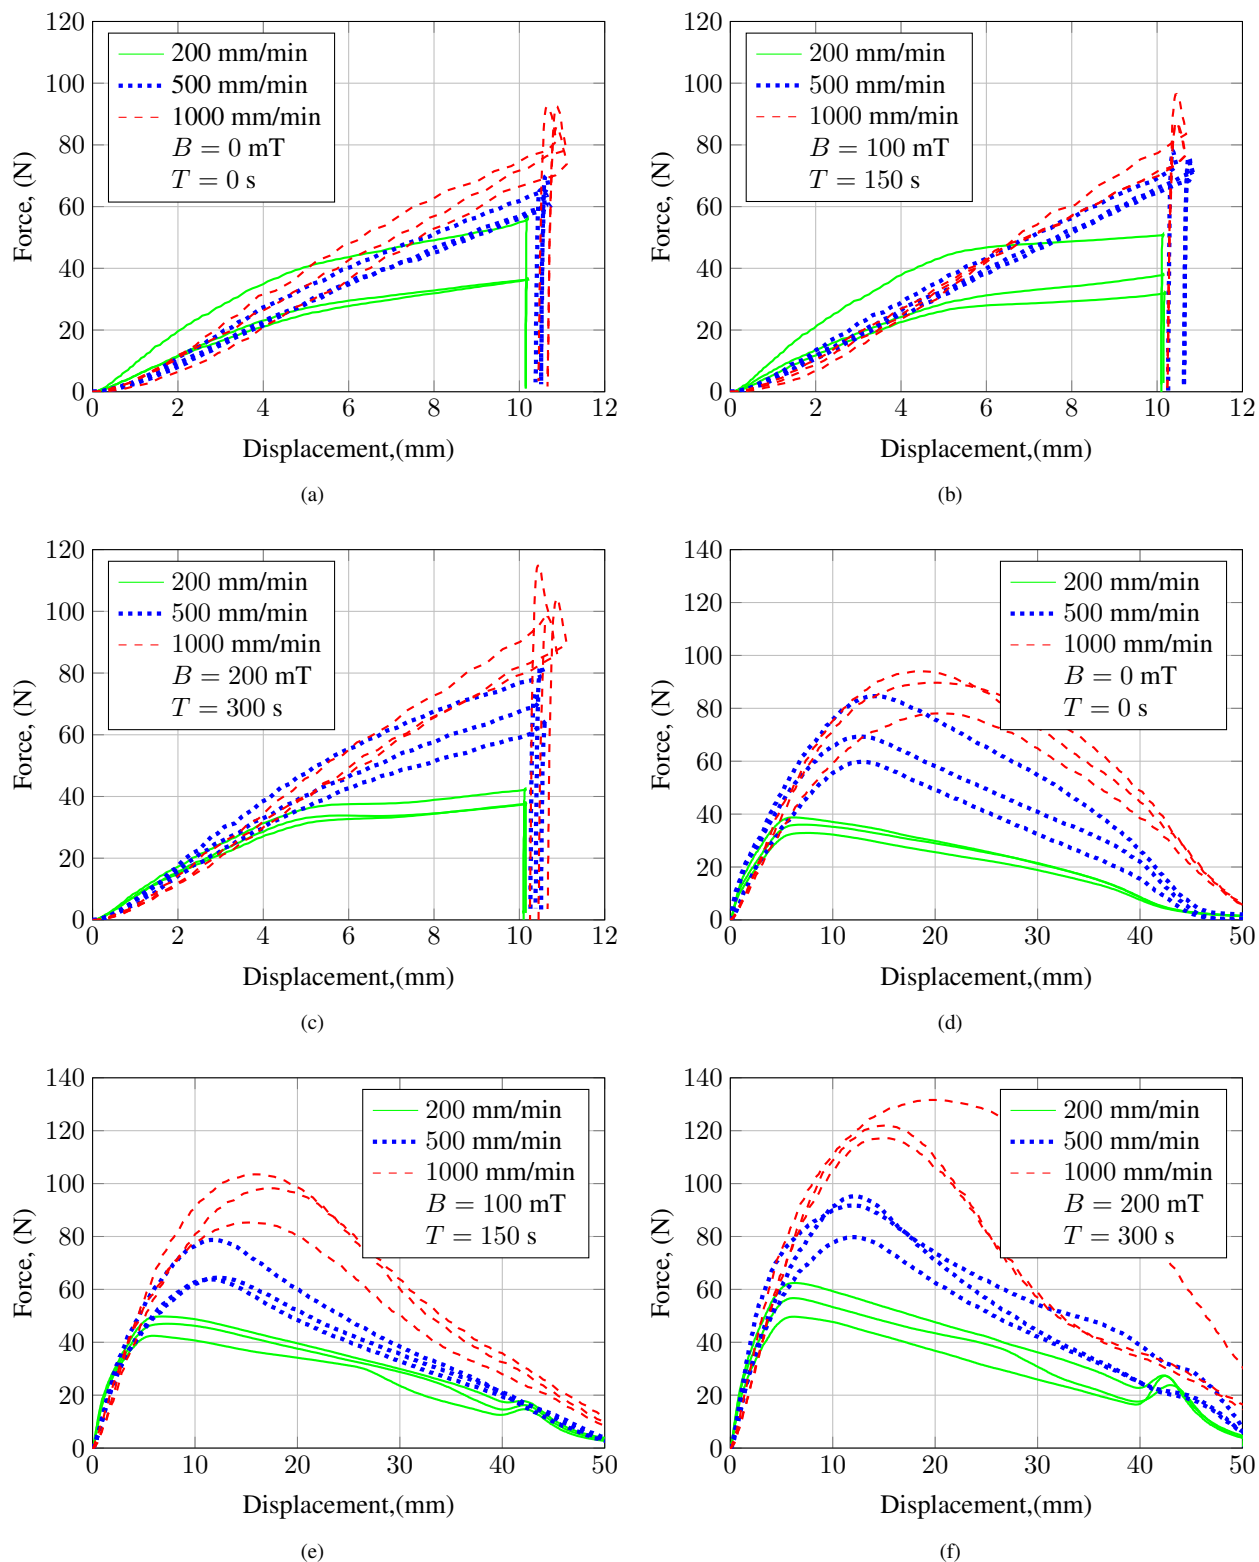 120
100
80
60
40
20
0
Force, (N)
200 mm/min
500 mm/min
1000 mm/min
B = 0 mT
T = 0 s
0 2 4 6 8 10 12
Displacement,(mm)
(a)
120
100
80
60
40
20
0
Force, (N)
200 mm/min
500 mm/min
1000 mm/min
B = 100 mT
T = 150 s
0 2 4 6 8 10 12
Displacement,(mm)
(b)
120
100
80
60
40
20
0
Force, (N)
200 mm/min
500 mm/min
1000 mm/min
B = 200 mT
T = 300 s
0 2 4 6 8 10 12
Displacement,(mm)
(c)
140
120
100
80
60
40
20
0
Force, (N)
200 mm/min
500 mm/min
1000 mm/min
B = 0 mT
T = 0 s
0 10 20 30 40 50
Displacement,(mm)
(d)
140
120
100
80
60
40
20
0
Force, (N)
200 mm/min
500 mm/min
1000 mm/min
B = 100 mT
T = 150 s
0 10 20 30 40 50
Displacement,(mm)
(e)
140
120
100
80
60
40
20
0
Force, (N)
200 mm/min
500 mm/min
1000 mm/min
B = 200 mT
T = 300 s
0 10 20 30 40 50
Displacement,(mm)
(f)